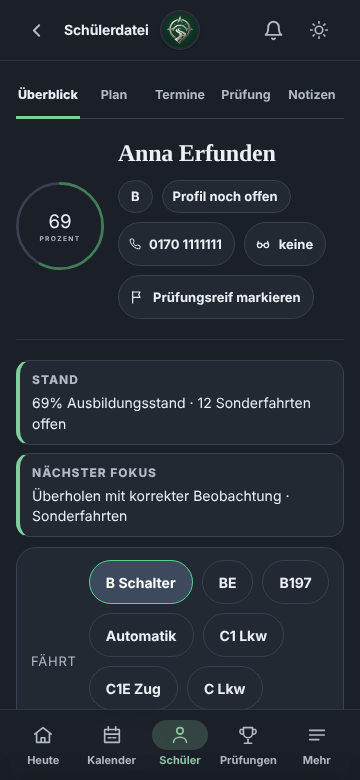 Schülerdatei
Überblick Plan Termine Prüfung Notizen
Anna Erfunden
69
PROZENT
B Profil noch offen
0170 1111111 keine
Prüfungsreif markieren
STAND
69% Ausbildungsstand · 12 Sonderfahrten
offen
NÄCHSTER FOKUS
Überholen mit korrekter Beobachtung ·
Sonderfahrten
FÄHRT
B Schalter BE B197
Automatik C1 Lkw
C1E Zug C Lkw
Heute Kalender Schüler Prüfungen Mehr